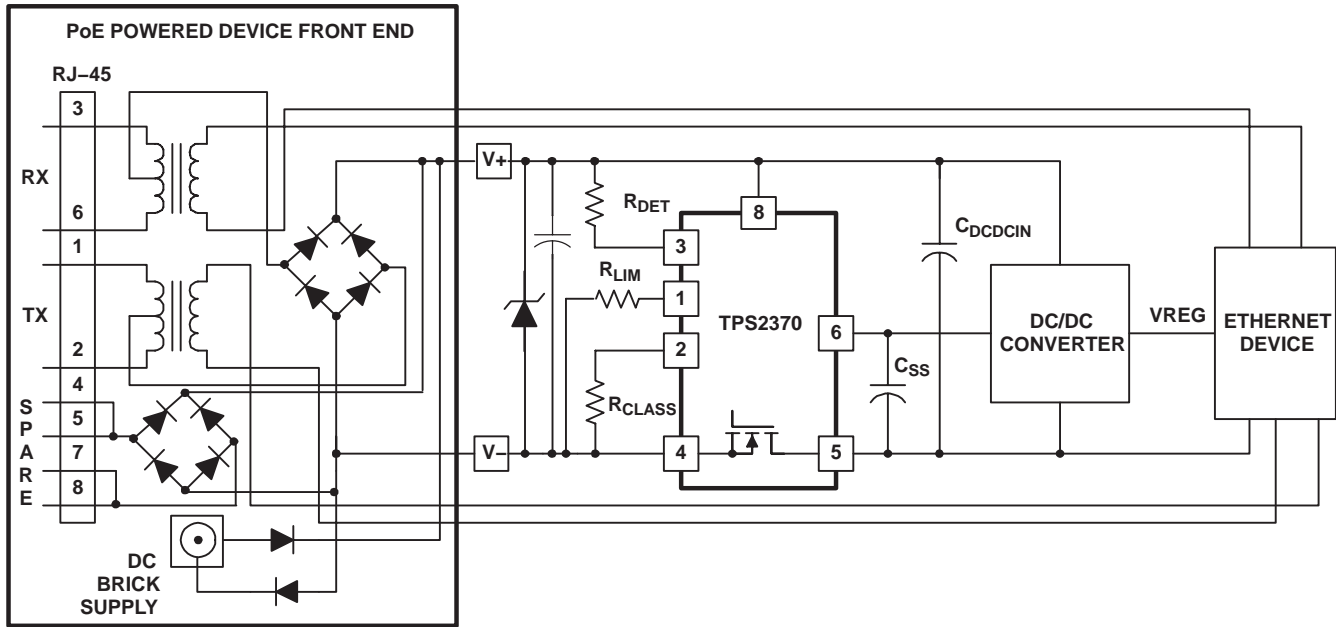 PoE POWERED DEVICE FRONT END
RJ–45
3
RX
6
1
TX
2
4
5
7
8
SPARE
DC
BRICK
SUPPLY
V+
V–
RDET
RLIM
RCLASS
3
1
2
4
8
TPS2370
6
5
CSS
CDCDCIN
DC/DC
CONVERTER
VREG
ETHERNET
DEVICE